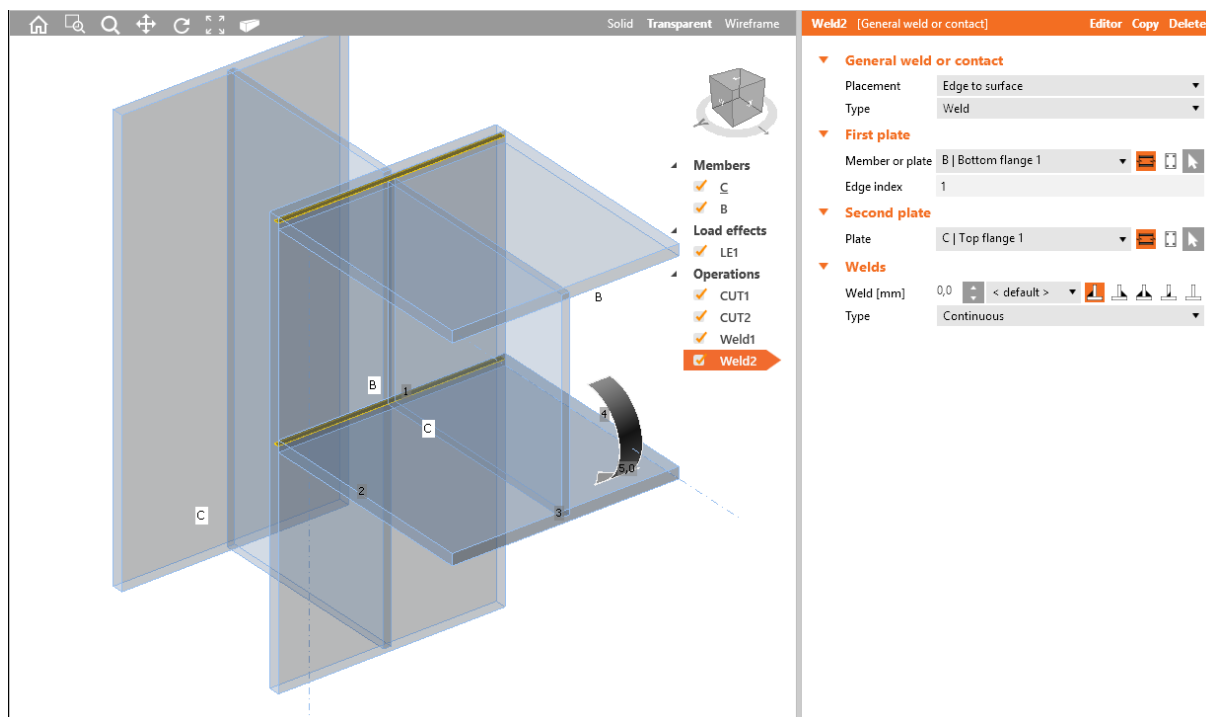 Solid Transparent Wireframe
Weld2 [General weld or contact] Editor Copy Delete
General weld or contact
Placement Edge to surface
Type Weld
First plate
Member or plate B | Bottom flange 1
Edge index 1
Second plate
Plate C | Top flange 1
Welds
Weld [mm] 0,0 < default >
Type Continuous
Members
C
B
Load effects
LE1
Operations
CUT1
CUT2
Weld1
Weld2
B
B
1
C
4
5,0
2
3
C